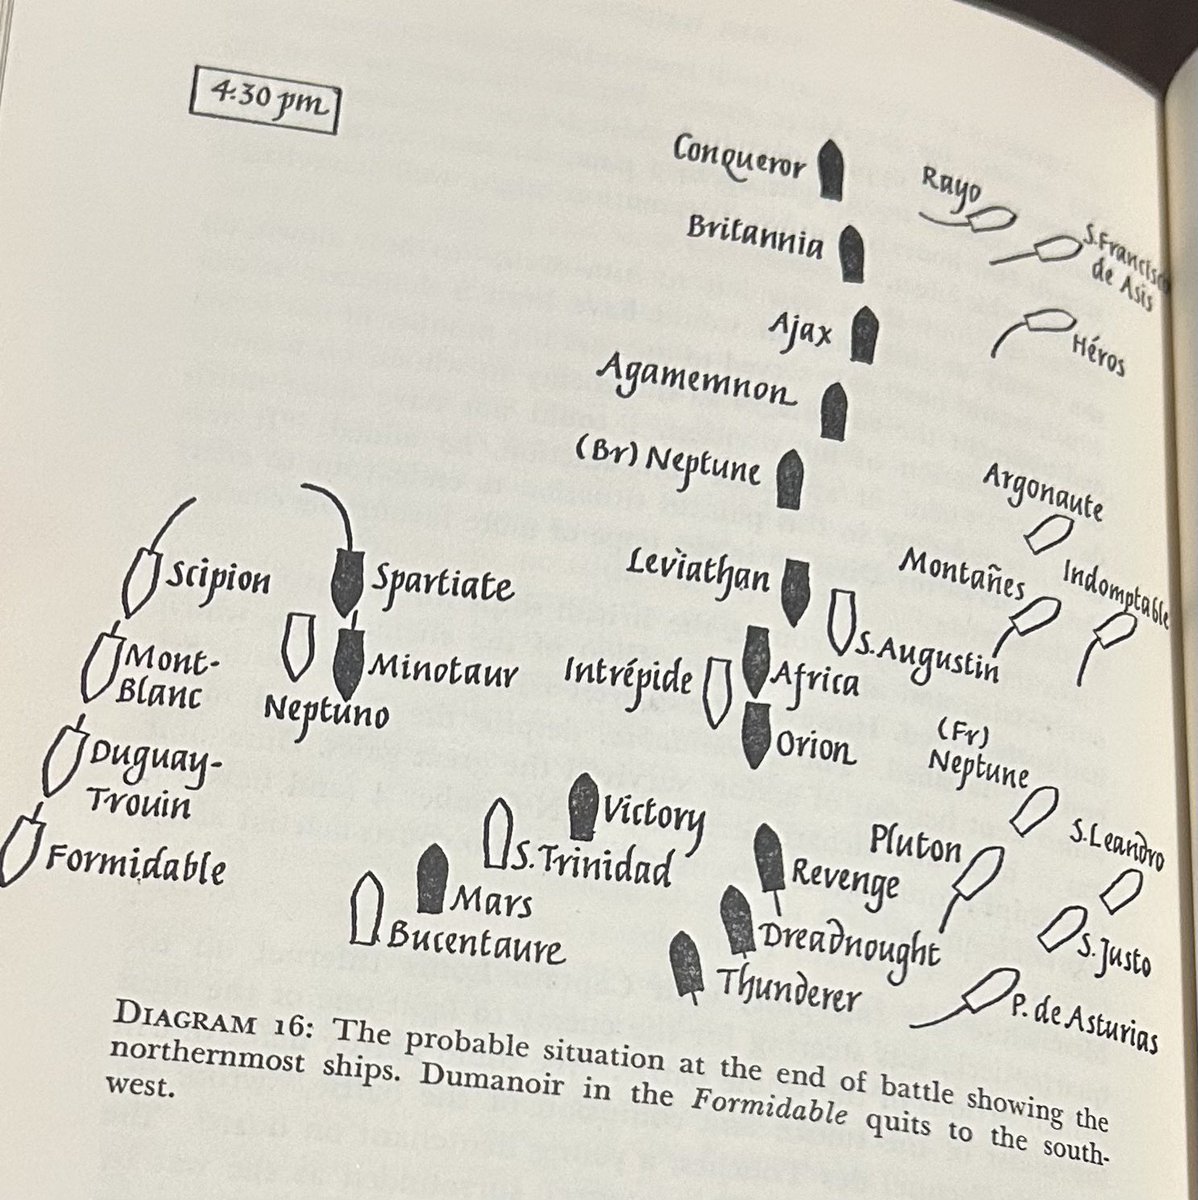 4·30 pm
Conqueror
Rayo
Britannia
S.Francisco
de Asis
Ajax
Héros
Agamemnon
(Br) Neptune
Argonaute
Leviathan
Montañes
Indomptable
Scipion
Spartiate
S.Augustin
Mont-
Blanc
Minotaur
Intrépide
Africa
Neptuno
Orion
(Fr)
Neptune
Duguay-
Trouin
Victory
S.Trinidad
Pluton
S.Leandro
Formidable
Revenge
Mars
Bucentaure
Dreadnought
S.Justo
Thunderer
P. de Asturias
DIAGRAM 16: The probable situation at the end of battle showing the
northernmost ships. Dumanoir in the Formidable quits to the south-
west.